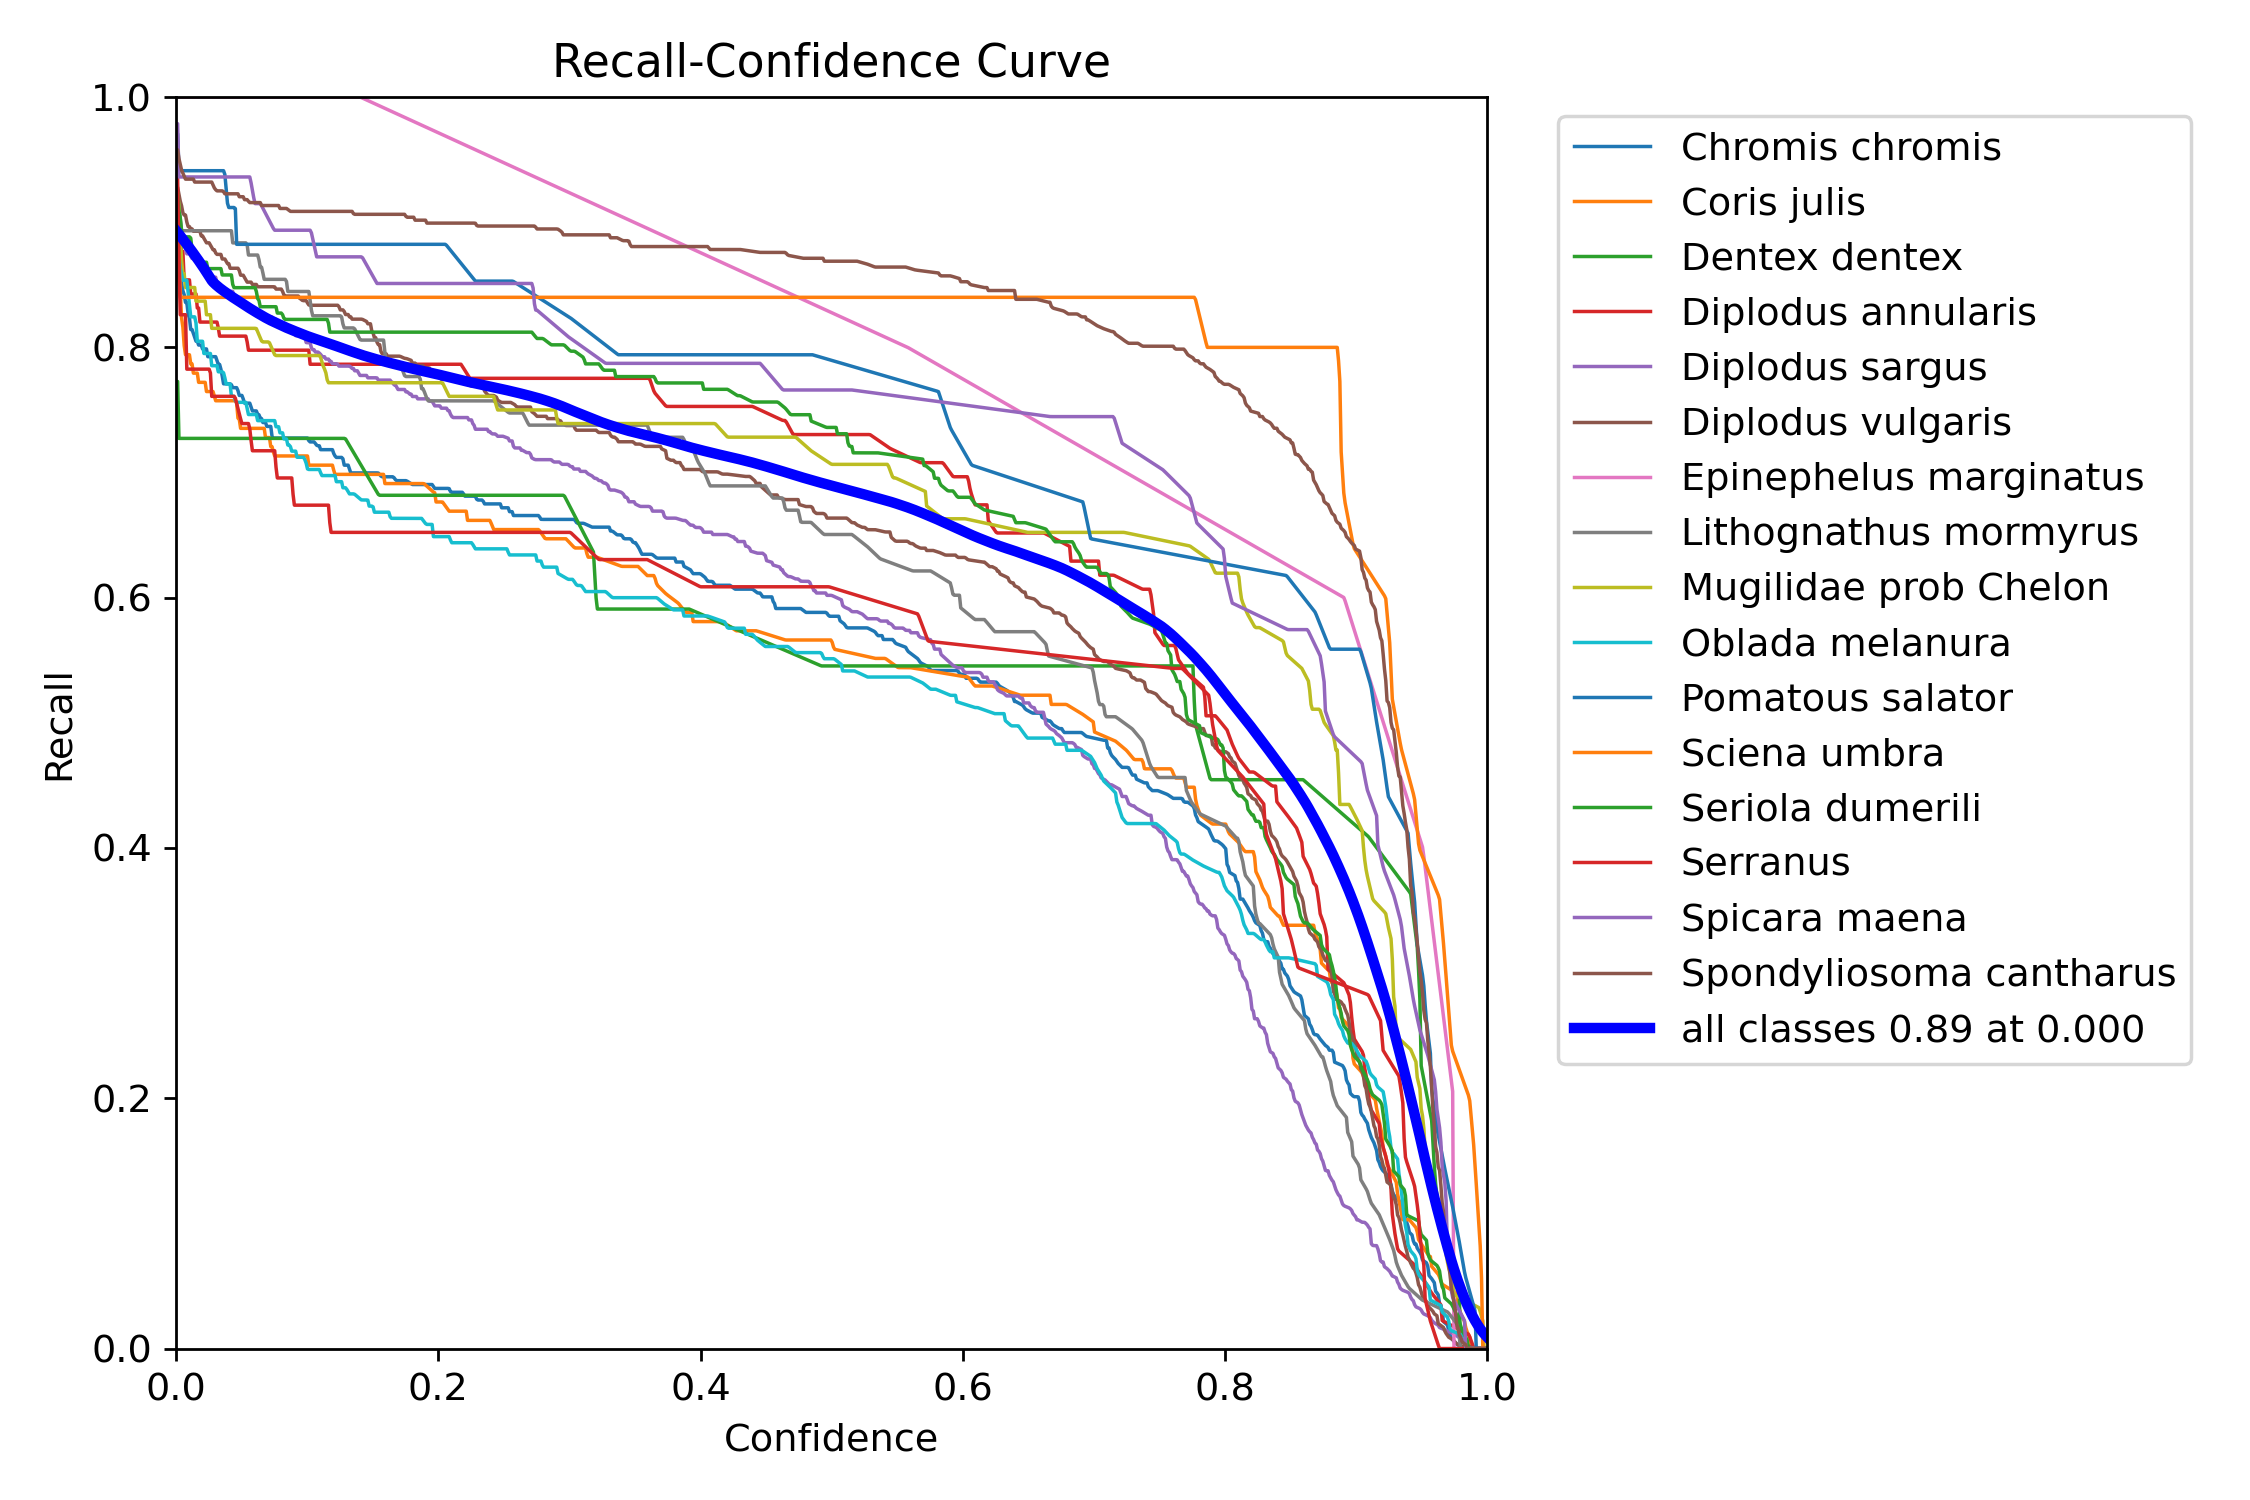 Recall-Confidence Curve
1.0
0.8
0.6
0.4
0.2
0.0
Recall
0.0 0.2 0.4 0.6 0.8 1.0
Confidence
Chromis chromis
Coris julis
Dentex dentex
Diplodus annularis
Diplodus sargus
Diplodus vulgaris
Epinephelus marginatus
Lithognathus mormyrus
Mugilidae prob Chelon
Oblada melanura
Pomatous salator
Sciena umbra
Seriola dumerili
Serranus
Spicara maena
Spondyliosoma cantharus
all classes 0.89 at 0.000